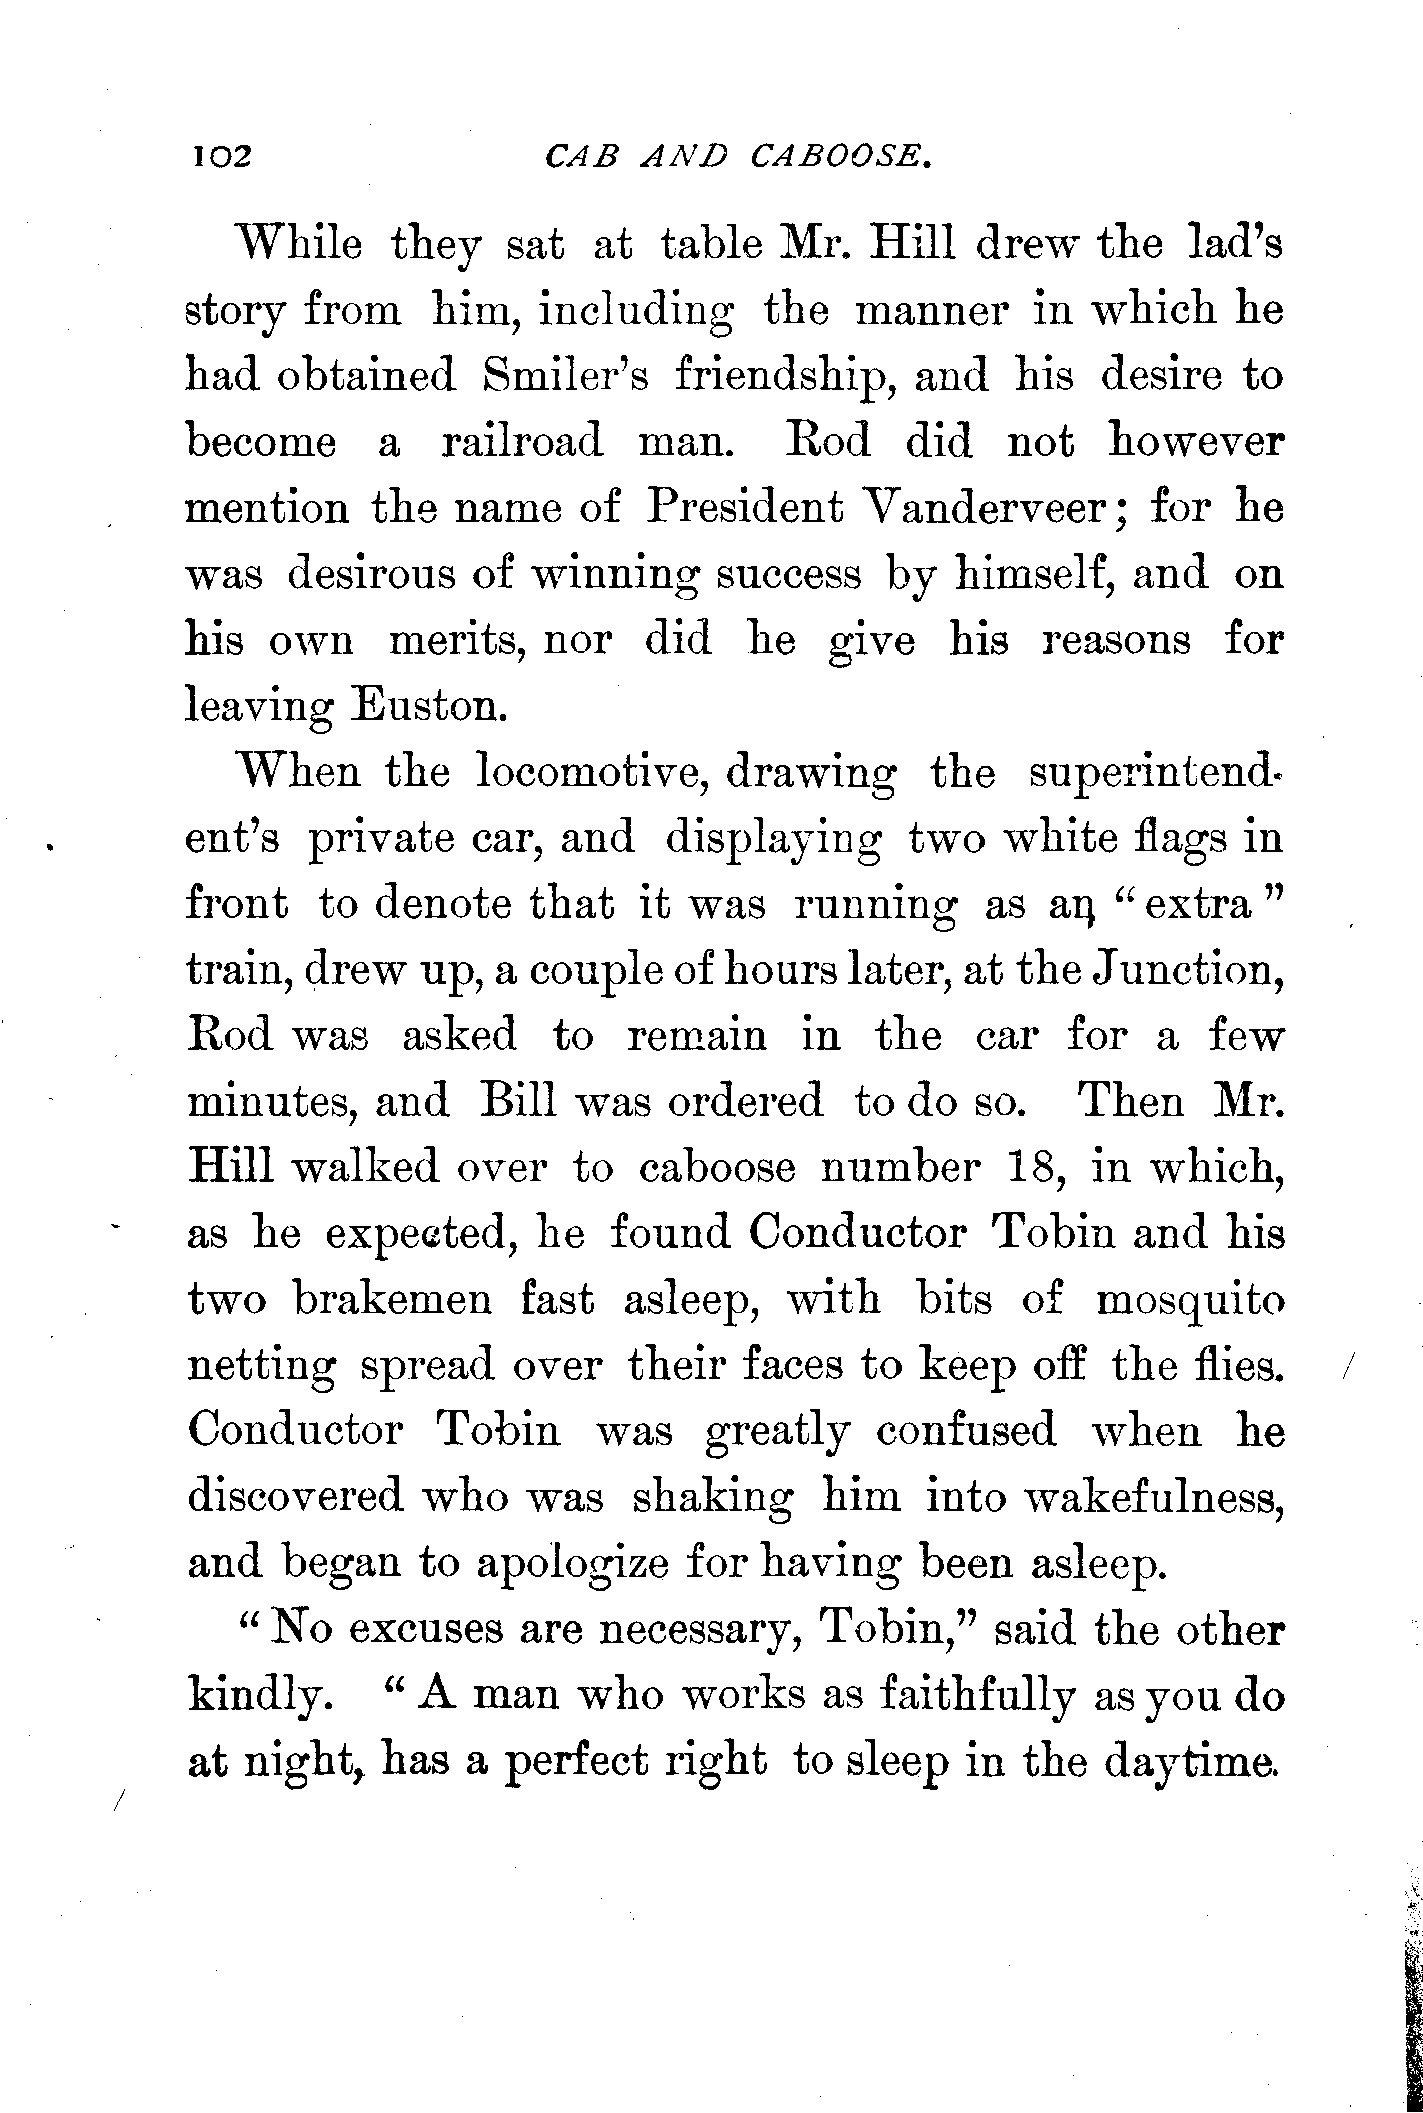 102 CAB AND CABOOSE.
While they sat at table Mr. Hill drew the lad's
story from him, including the manner in which he
had obtained Smiler's friendship, and his desire to
become a railroad man. Rod did not however
mention the name of President Vanderveer; for he
was desirous of winning success by himself, and on
his own merits, nor did he give his reasons for
leaving Euston.
When the locomotive, drawing the superintend-
ent's private car, and displaying two white flags in
front to denote that it was running as an "extra"
train, drew up, a couple of hours later, at the Junction,
Rod was asked to remain in the car for a few
minutes, and Bill was ordered to do so. Then Mr.
Hill walked over to caboose number 18, in which,
as he expected, he found Conductor Tobin and his
two brakemen fast asleep, with bits of mosquito
netting spread over their faces to keep off the flies.
Conductor Tobin was greatly confused when he
discovered who was shaking him into wakefulness,
and began to apologize for having been asleep.
"No excuses are necessary, Tobin," said the other
kindly. "A man who works as faithfully as you do
at night, has a perfect right to sleep in the daytime.